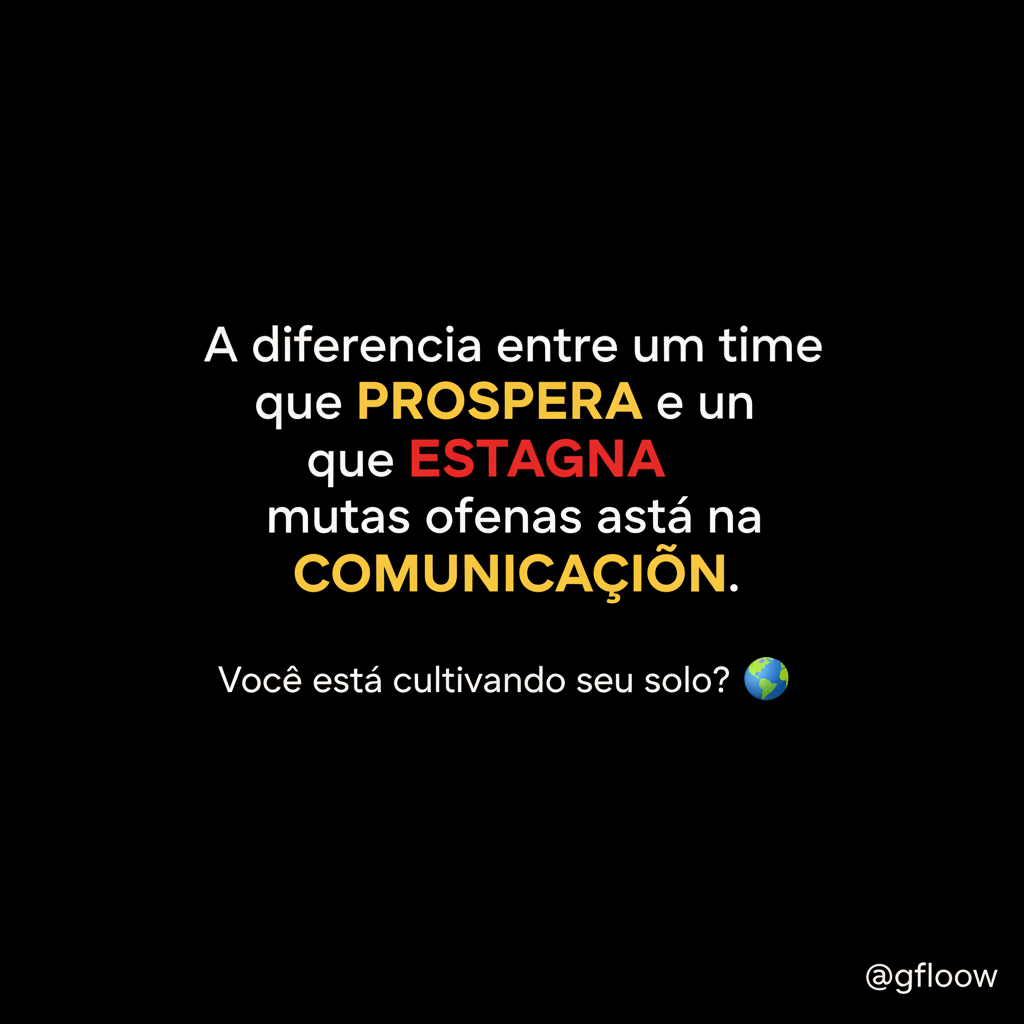 A diferencia entre um time
que PROSPERA e un
que ESTAGNA
mutas ofenas astá na
COMUNICAÇIÕN.
Você está cultivando seu solo? 🌎
@gfloow